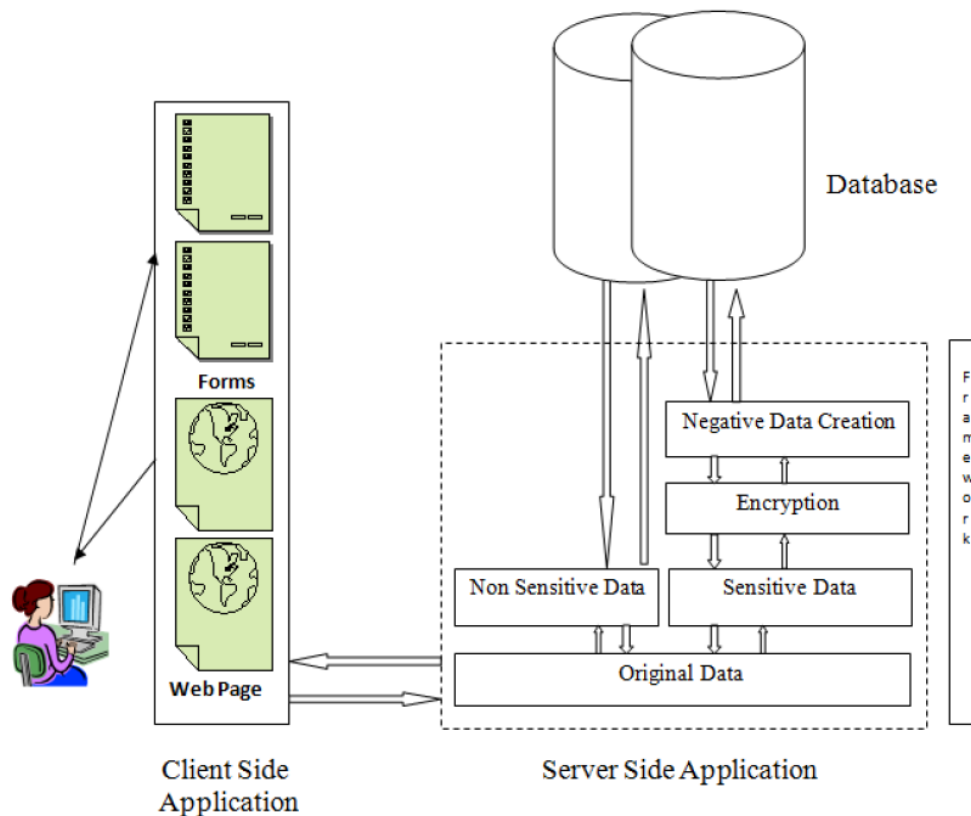 Database
Forms
Web Page
Negative Data Creation
Encryption
Non Sensitive Data
Sensitive Data
Original Data
F
r
a
m
e
w
o
r
k
Client Side
Application
Server Side Application